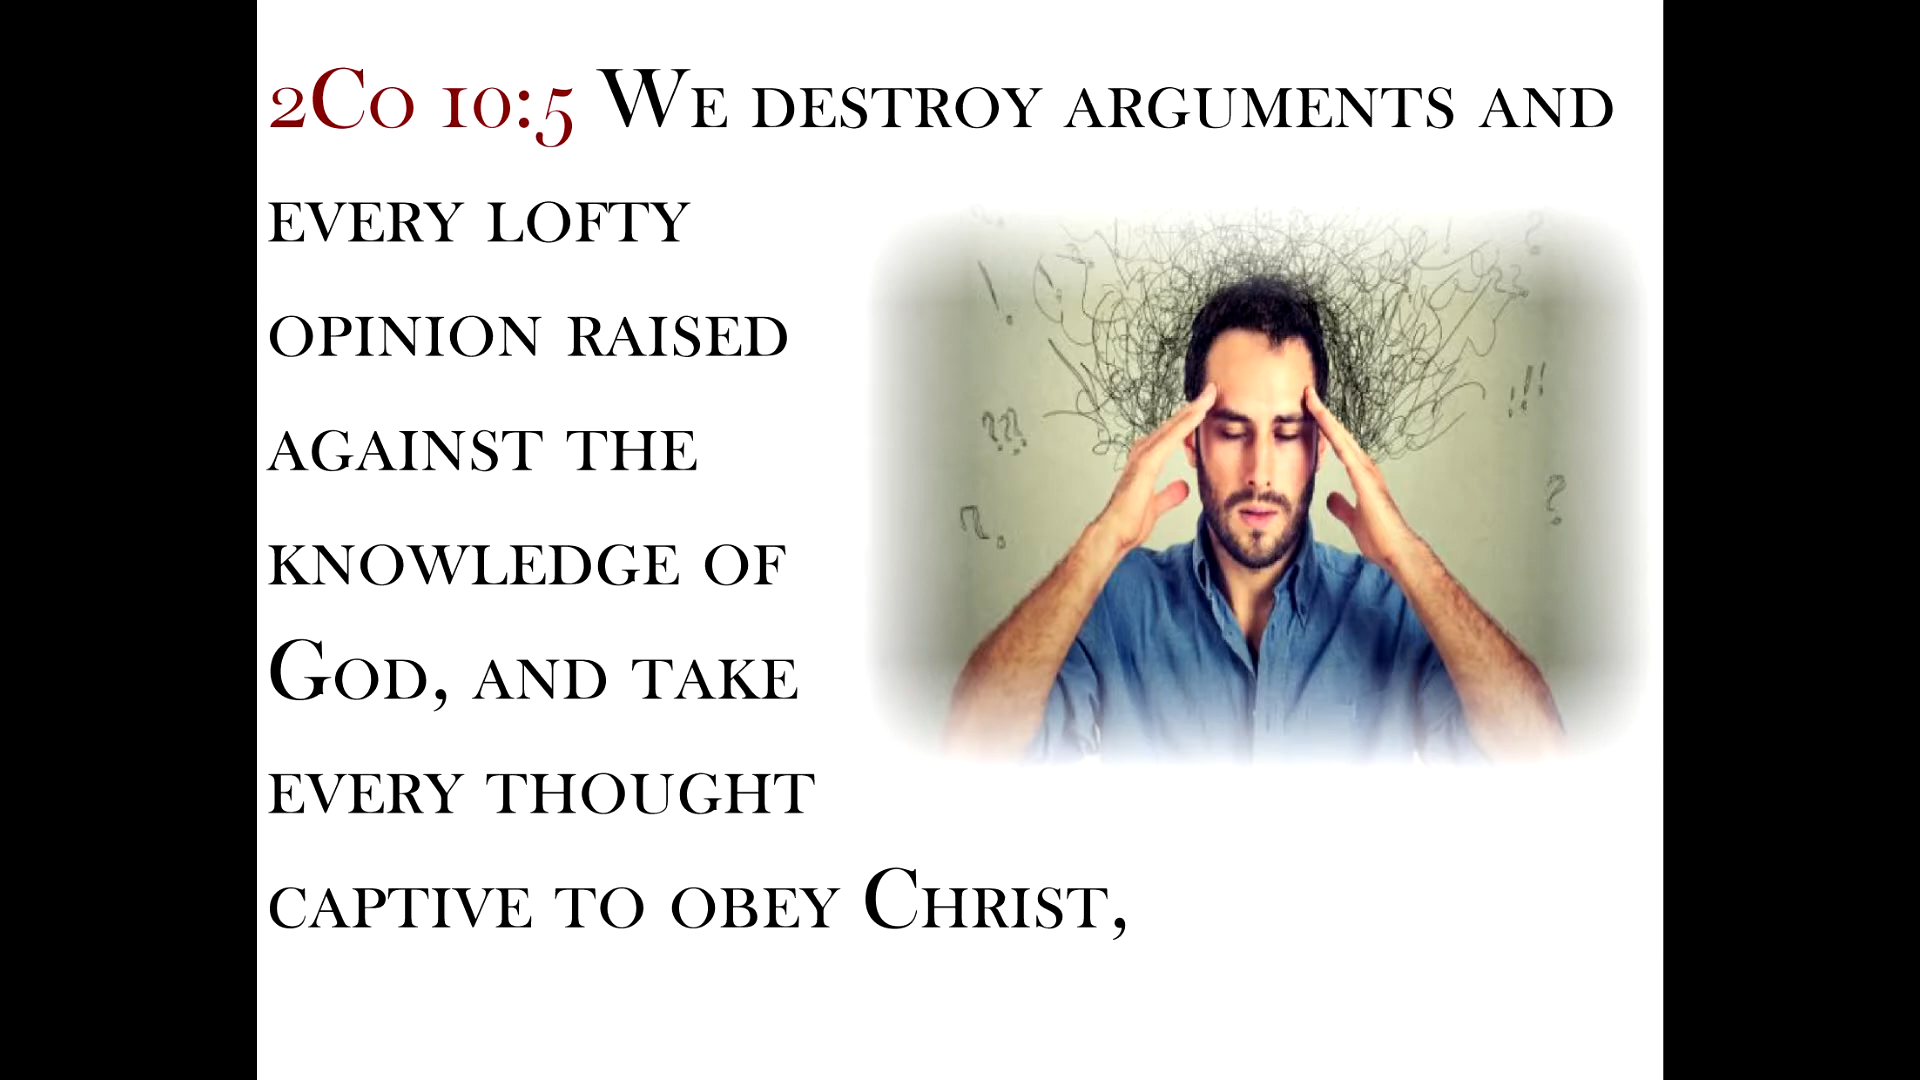 2Co 10:5 We destroy arguments and
every lofty
opinion raised
against the
knowledge of
God, and take
every thought
captive to obey Christ,